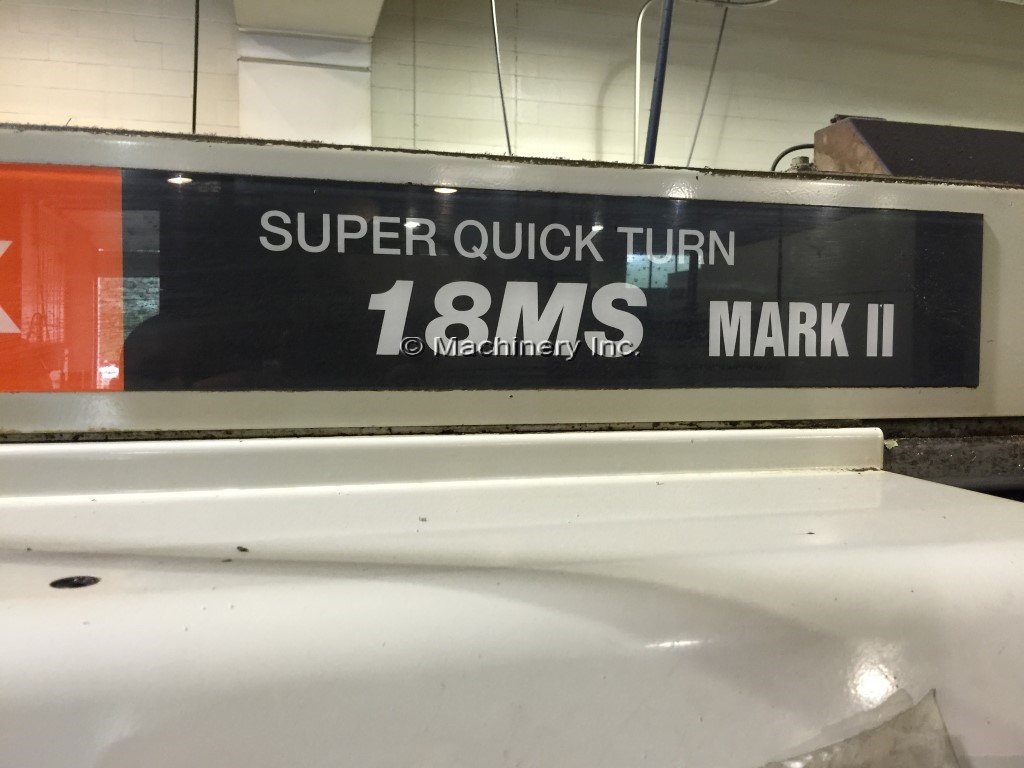 SUPER QUICK TURN
18MS MARK II
© Machinery Inc.